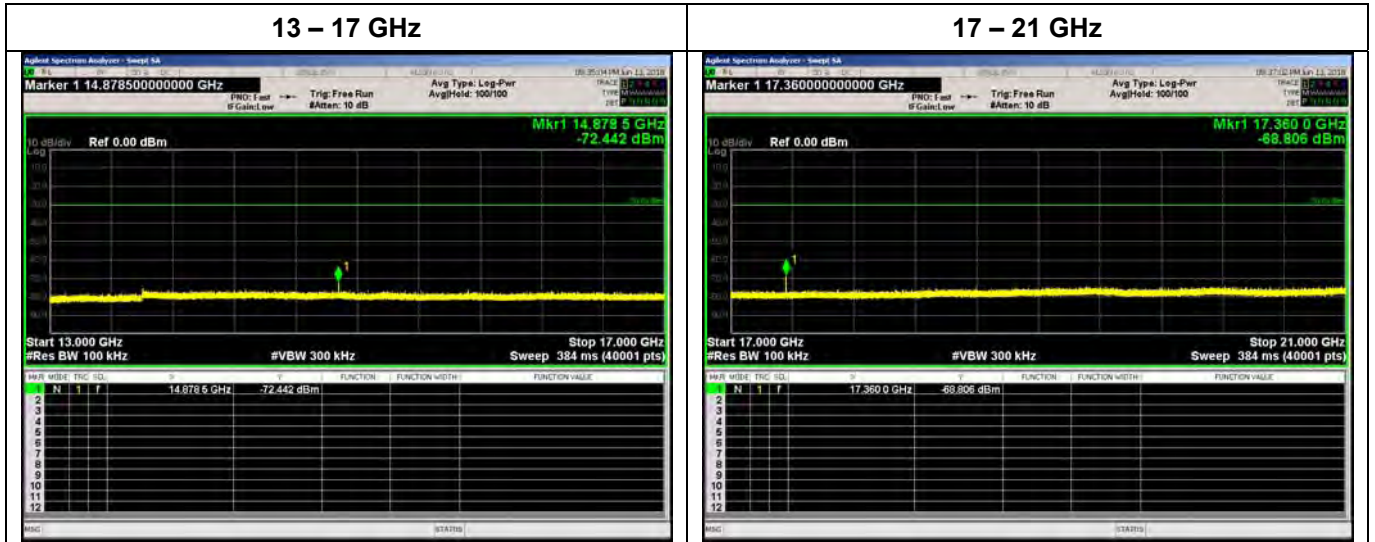 13 – 17 GHz
17 – 21 GHz
Agilent Spectrum Analyzer - Swept SA
Marker 1 14.878500000000 GHz
PNO: Fast
IFGain:Low
Trig: Free Run
#Atten: 10 dB
Avg Type: Log-Pwr
Avg|Hold: 100/100
TRACE
TYPE
DET
Mkr1 14.878 5 GHz
-72.442 dBm
10 dB/div
Ref 0.00 dBm
Log
1
Start 13.000 GHz
Stop 17.000 GHz
#Res BW 100 kHz
#VBW 300 kHz
Sweep 384 ms (40001 pts)
MKR MODE TRC SCL X Y FUNCTION FUNCTION WIDTH FUNCTION VALUE
1 N 1 f 14.878 5 GHz -72.442 dBm
2
3
4
5
6
7
8
9
10
11
12
MSG
STATUS
Agilent Spectrum Analyzer - Swept SA
Marker 1 17.360000000000 GHz
PNO: Fast
IFGain:Low
Trig: Free Run
#Atten: 10 dB
Avg Type: Log-Pwr
Avg|Hold: 100/100
TRACE
TYPE
DET
Mkr1 17.360 0 GHz
-68.806 dBm
10 dB/div
Ref 0.00 dBm
Log
1
Start 17.000 GHz
Stop 21.000 GHz
#Res BW 100 kHz
#VBW 300 kHz
Sweep 384 ms (40001 pts)
MKR MODE TRC SCL X Y FUNCTION FUNCTION WIDTH FUNCTION VALUE
1 N 1 f 17.360 0 GHz -68.806 dBm
2
3
4
5
6
7
8
9
10
11
12
MSG
STATUS